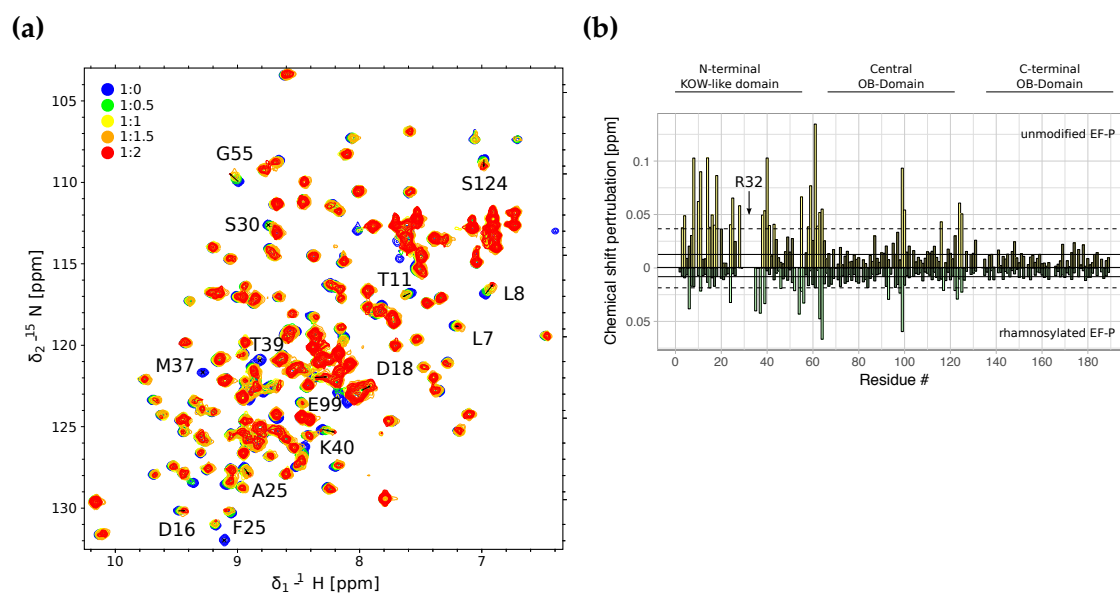 (a)
(b)
1:0
1:0.5
1:1
1:1.5
1:2
G55
S124
S30
T11
L8
L7
T39
M37
D18
E99
K40
A25
D16
F25
105
110
115
120
125
130
10
9
8
7
δ2 -15 N [ppm]
δ1 -1 H [ppm]
N-terminal
KOW-like domain
Central
OB-Domain
C-terminal
OB-Domain
unmodified EF-P
R32
rhamnosylated EF-P
0.1
0.05
0
0.05
Chemical shift pertrubation [ppm]
0
20
40
60
80
100
120
140
160
180
Residue #